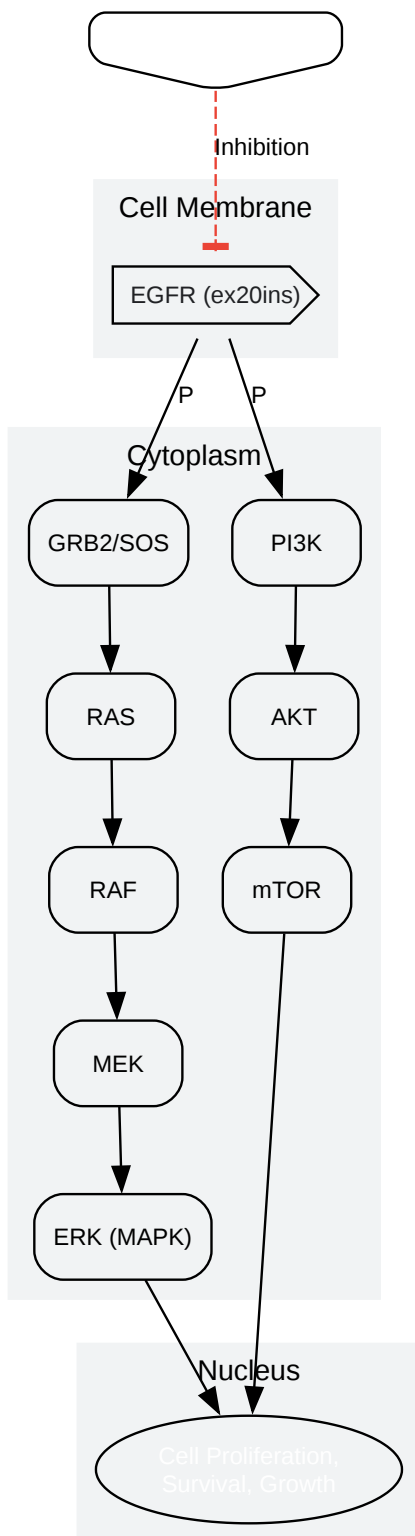 Inhibition
Cell Membrane
EGFR (ex20ins)
P
P
Cytoplasm
GRB2/SOS
PI3K
RAS
AKT
RAF
mTOR
MEK
ERK (MAPK)
Nucleus
Cell Proliferation,
Survival, Growth